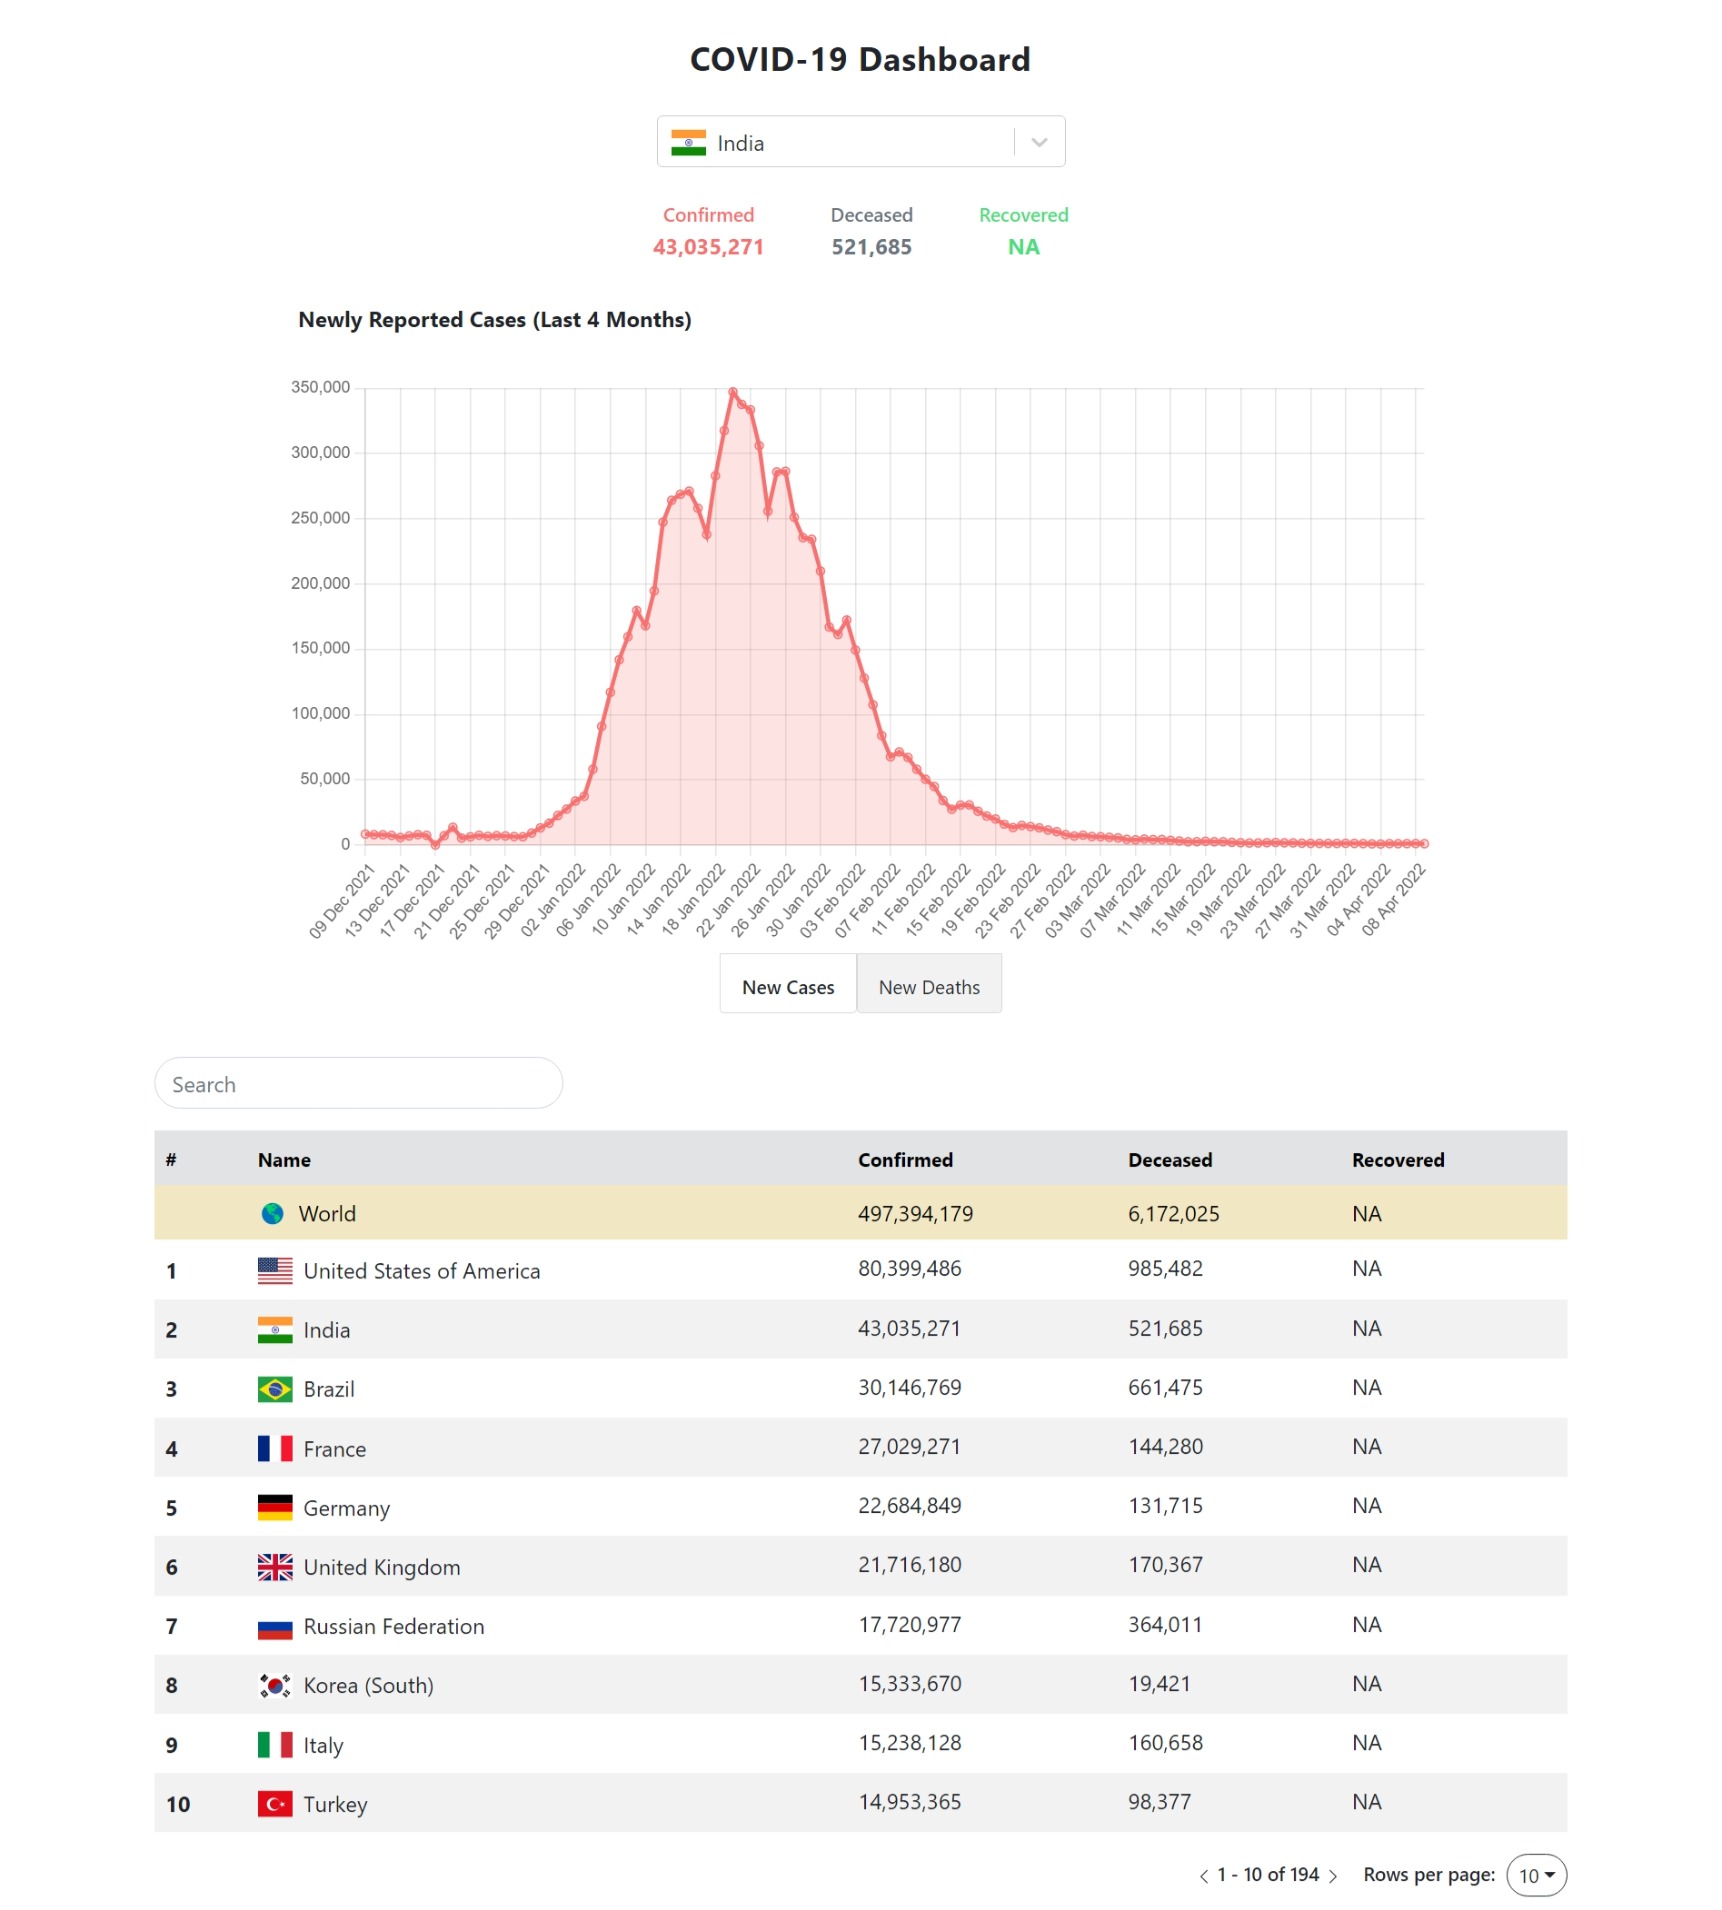 COVID-19 Dashboard
India
Confirmed Deceased Recovered
43,035,271 521,685 NA
Newly Reported Cases (Last 4 Months)
350,000
300,000
250,000
200,000
150,000
100,000
50,000
0
09 Dec 2021 13 Dec 2021 17 Dec 2021 21 Dec 2021 25 Dec 2021 29 Dec 2021 02 Jan 2022 06 Jan 2022 10 Jan 2022 14 Jan 2022 18 Jan 2022 22 Jan 2022 26 Jan 2022 30 Jan 2022 03 Feb 2022 07 Feb 2022 11 Feb 2022 15 Feb 2022 19 Feb 2022 23 Feb 2022 27 Feb 2022 03 Mar 2022 07 Mar 2022 11 Mar 2022 15 Mar 2022 19 Mar 2022 23 Mar 2022 27 Mar 2022 31 Mar 2022 04 Apr 2022 08 Apr 2022
New Cases New Deaths
Search
# Name Confirmed Deceased Recovered
World 497,394,179 6,172,025 NA
1 United States of America 80,399,486 985,482 NA
2 India 43,035,271 521,685 NA
3 Brazil 30,146,769 661,475 NA
4 France 27,029,271 144,280 NA
5 Germany 22,684,849 131,715 NA
6 United Kingdom 21,716,180 170,367 NA
7 Russian Federation 17,720,977 364,011 NA
8 Korea (South) 15,333,670 19,421 NA
9 Italy 15,238,128 160,658 NA
10 Turkey 14,953,365 98,377 NA
1 - 10 of 194 Rows per page: 10